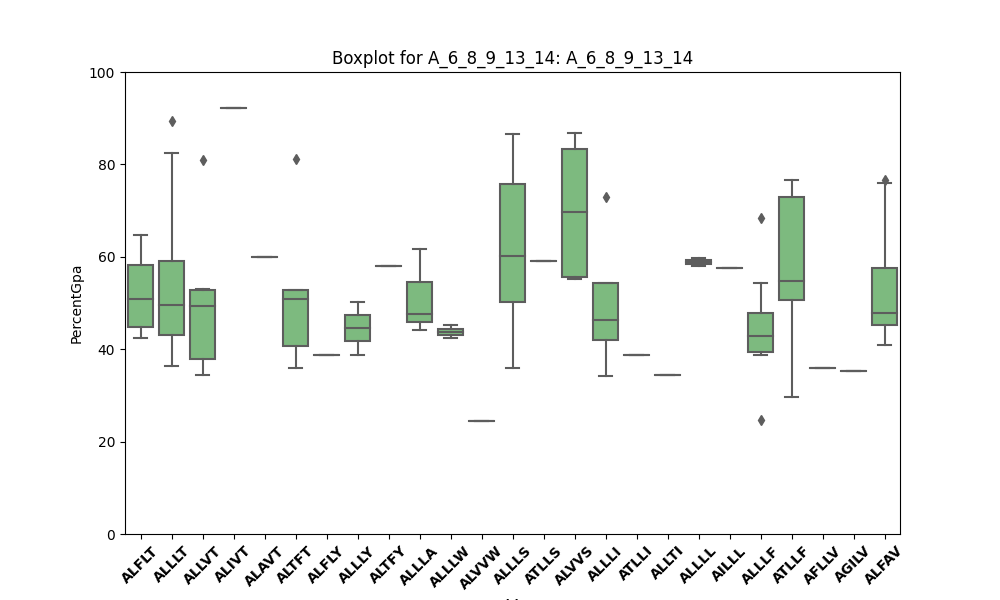 Boxplot for A_6_8_9_13_14: A_6_8_9_13_14
PercentGpa
100
80
60
40
20
0
ALFLT
ALLLT
ALLVT
ALIVT
ALAVT
ALTFT
ALFLY
ALLLY
ALTFY
ALLLA
ALLLW
ALVVW
ALLLS
ATLLS
ALVVS
ALLLI
ATLLI
ALLTI
ALLLL
AILLL
ALLLF
ATLLF
AFLLV
AGILV
ALFAV